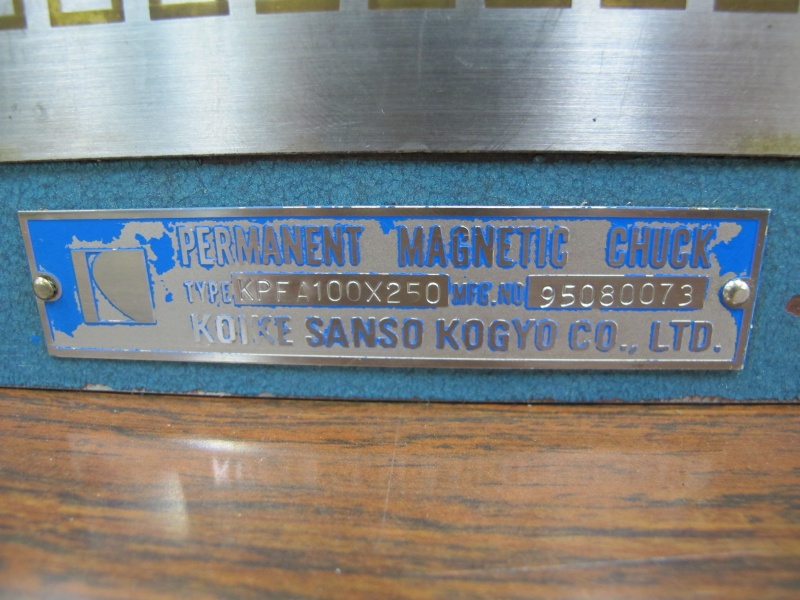 PERMANENT MAGNETIC CHUCK
TYPE KPFA100X250 MFG.NO 95080073
KOIKE SANSO KOGYO CO., LTD.